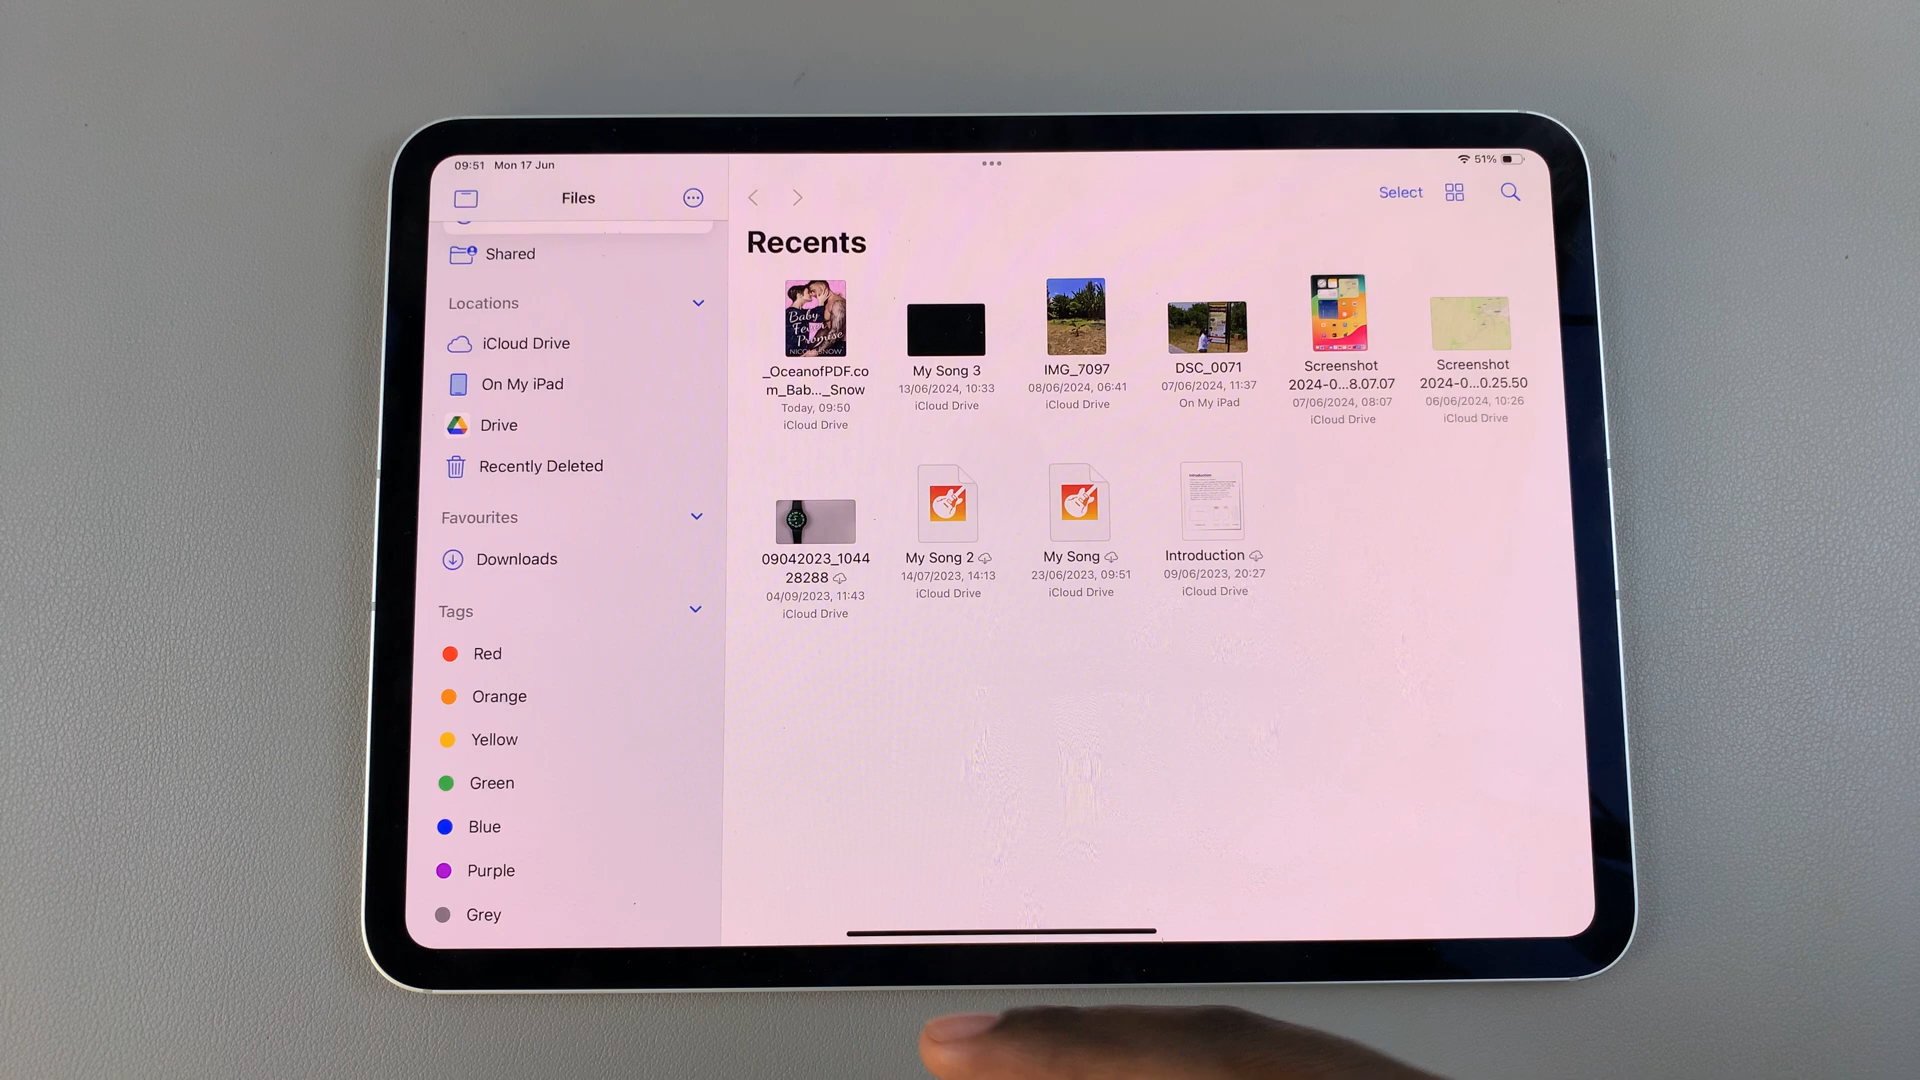 09:51 Mon 17 Jun
51%
Files
Select
Shared
Locations
iCloud Drive
On My iPad
Drive
Recently Deleted
Favourites
Downloads
Tags
Red
Orange
Yellow
Green
Blue
Purple
Grey
Recents
Baby
Promise
NICOLE SNOW
_OceanofPDF.co
m_Bab..._Snow
Today, 09:50
iCloud Drive
My Song 3
13/06/2024, 10:33
iCloud Drive
IMG_7097
08/06/2024, 06:41
iCloud Drive
DSC_0071
07/06/2024, 11:37
On My iPad
Screenshot
2024-0...8.07.07
07/06/2024, 08:07
iCloud Drive
Screenshot
2024-0...0.25.50
06/06/2024, 10:26
iCloud Drive
09042023_1044
28288
04/09/2023, 11:43
iCloud Drive
My Song 2
14/07/2023, 14:13
iCloud Drive
My Song
23/06/2023, 09:51
iCloud Drive
Introduction
Introduction
09/06/2023, 20:27
iCloud Drive